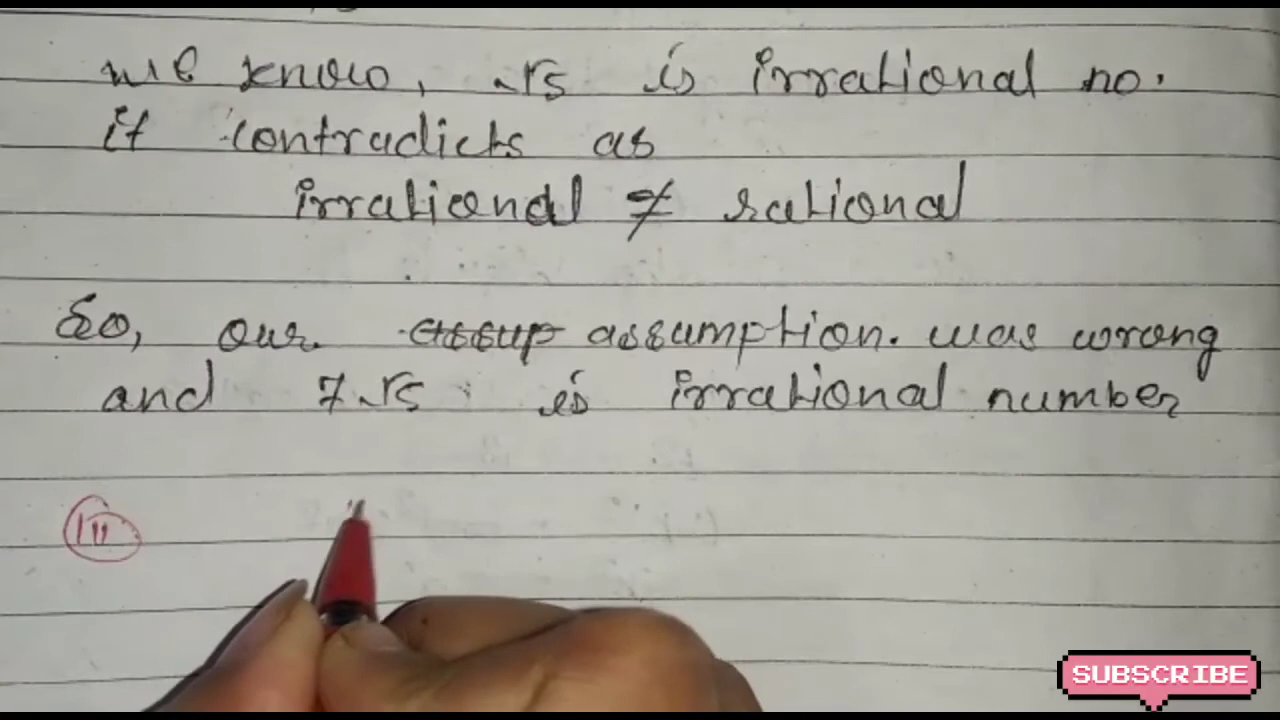 we know, √5 is irrational no.
it contradicts as
irrational ≠ rational
So, our assup assumption. was wrong
and 7√5 is irrational number
iii
SUBSCRIBE